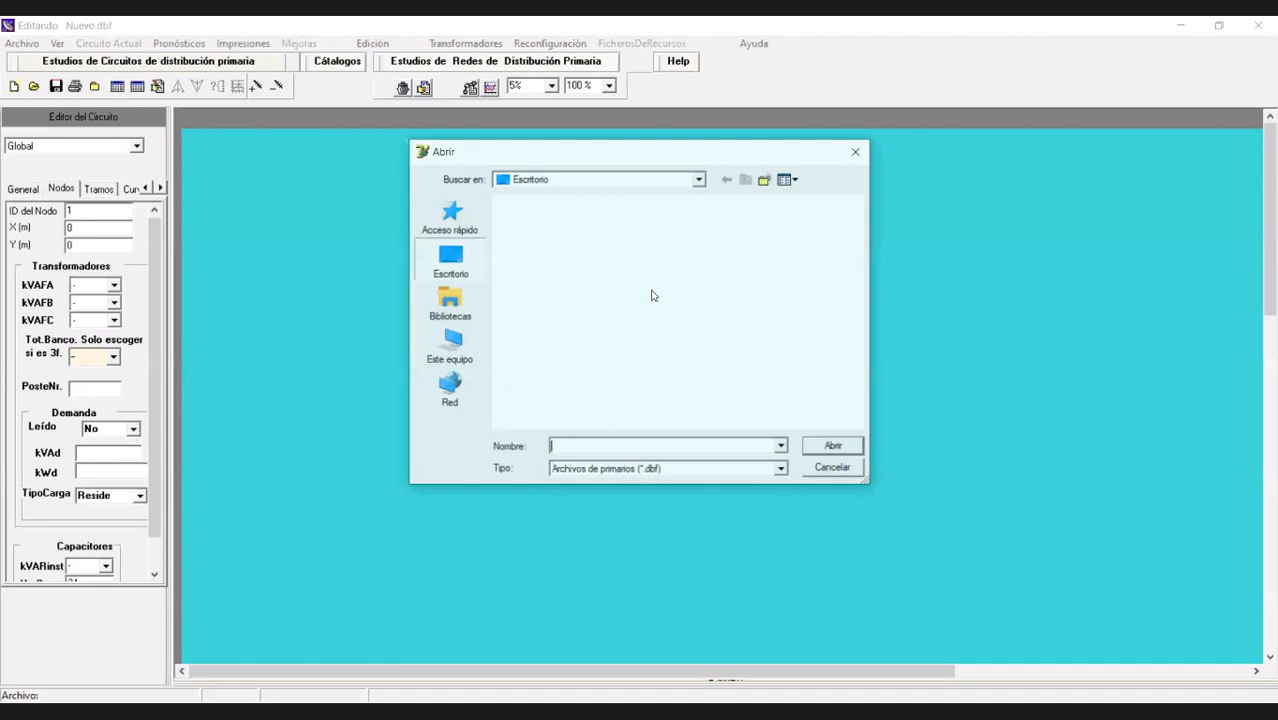 Editando Nuevo.dbf
Archivo Ver Circuito Actual Pronósticos Impresiones Mejoras Edición Transformadores Reconfiguración FicherosDeRecursos Ayuda
Estudios de Circuitos de distribución primaria Cátalogos Estudios de Redes de Distribución Primaria Help
5% 100 %
Editor del Circuito
Global
General Nodos Tramos Cur
ID del Nodo 1
X (m) 0
Y (m) 0
Transformadores
kVAFA -
kVAFB -
kVAFC -
Tot.Banco. Solo escoger
si es 3f. -
PosteNr.
Demanda
Leído No
kVAd
kWd
TipoCarga Reside
Capacitores
kVARinst -
Archivo:
Abrir
Buscar en: Escritorio
Acceso rápido
Escritorio
Bibliotecas
Este equipo
Red
Nombre: Abrir
Tipo: Archivos de primarios (*.dbf) Cancelar